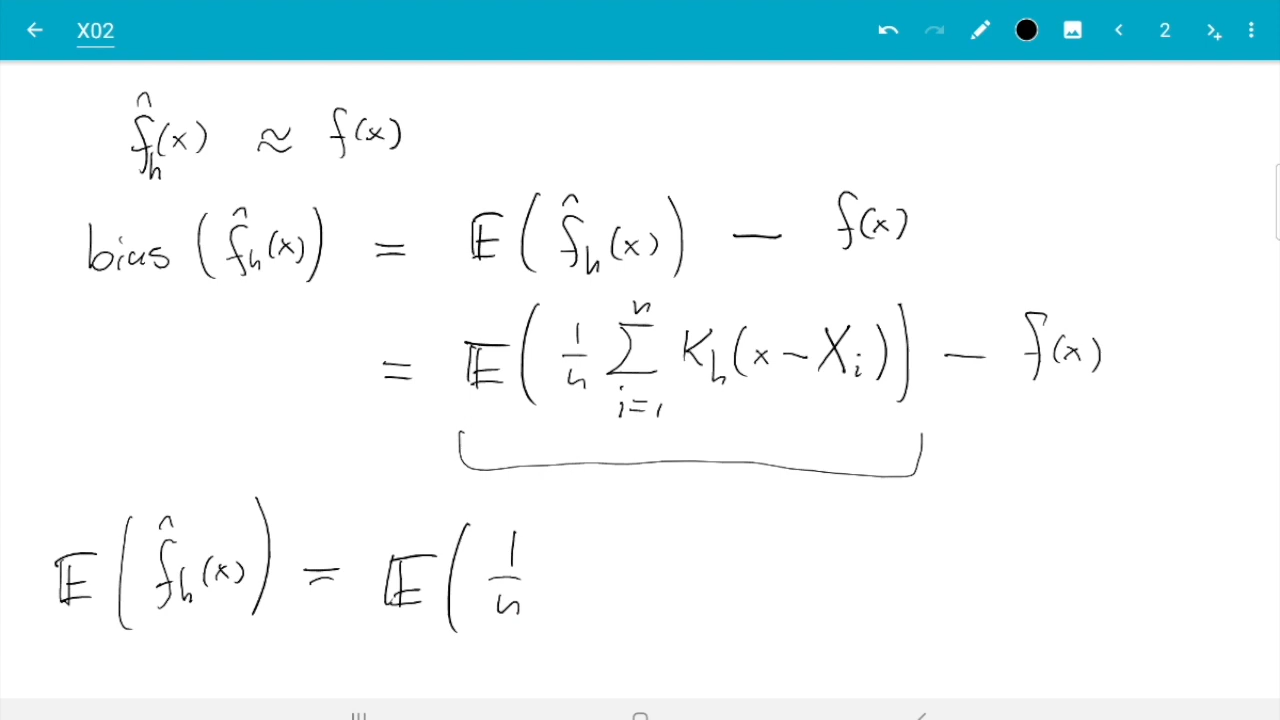 X02 2
f̂_h(x) ≈ f(x)
bias (f̂_h(x)) = 𝔼(f̂_h(x)) − f(x)
= 𝔼(1/n ∑_{i=1}^{n} K_h(x − X_i)) − f(x)
𝔼(f̂_h(x)) = 𝔼(1/n